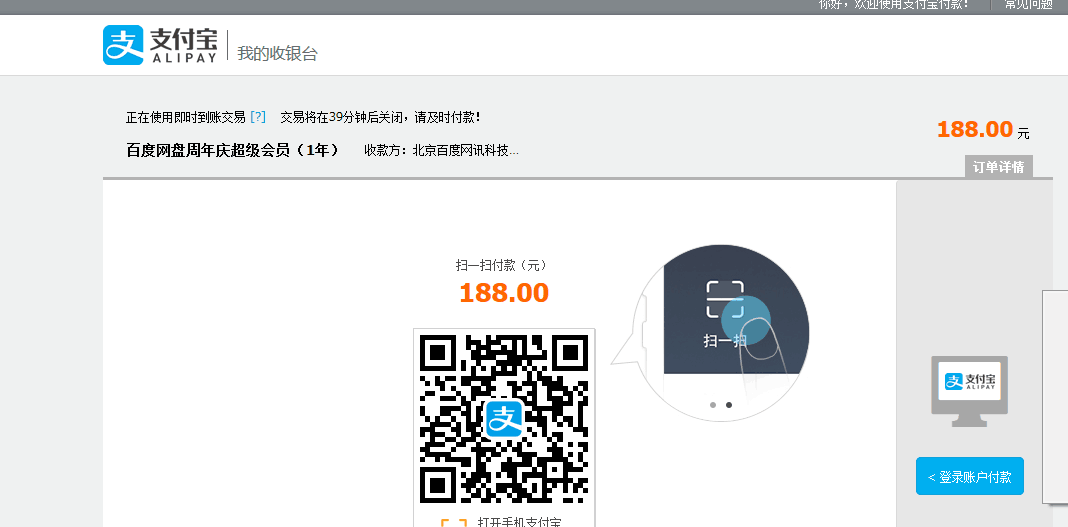 你好，欢迎使用支付宝付款！ 常见问题
支付宝 ALIPAY 我的收银台
正在使用即时到账交易 [?] 交易将在39分钟后关闭，请及时付款！
188.00 元
百度网盘周年庆超级会员（1年） 收款方：北京百度网讯科技...
订单详情
扫一扫付款（元）
188.00
扫一扫
支
支付宝
ALIPAY
< 登录账户付款
打开手机支付宝